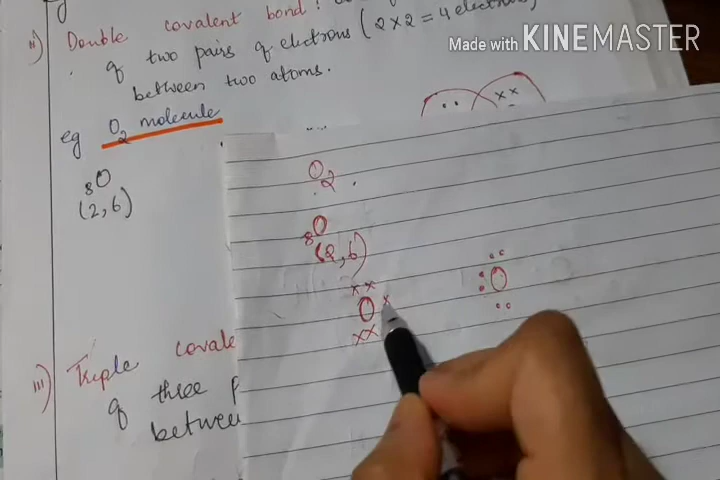 Made with KINEMASTER
ii) Double covalent bond:
of two pairs of electrons (2×2 = 4 electrons)
between two atoms.
eg O2 molecule
8O
(2, 6)
O2
8O
(2, 6)
O
O
iii) Triple covale
of three p
between